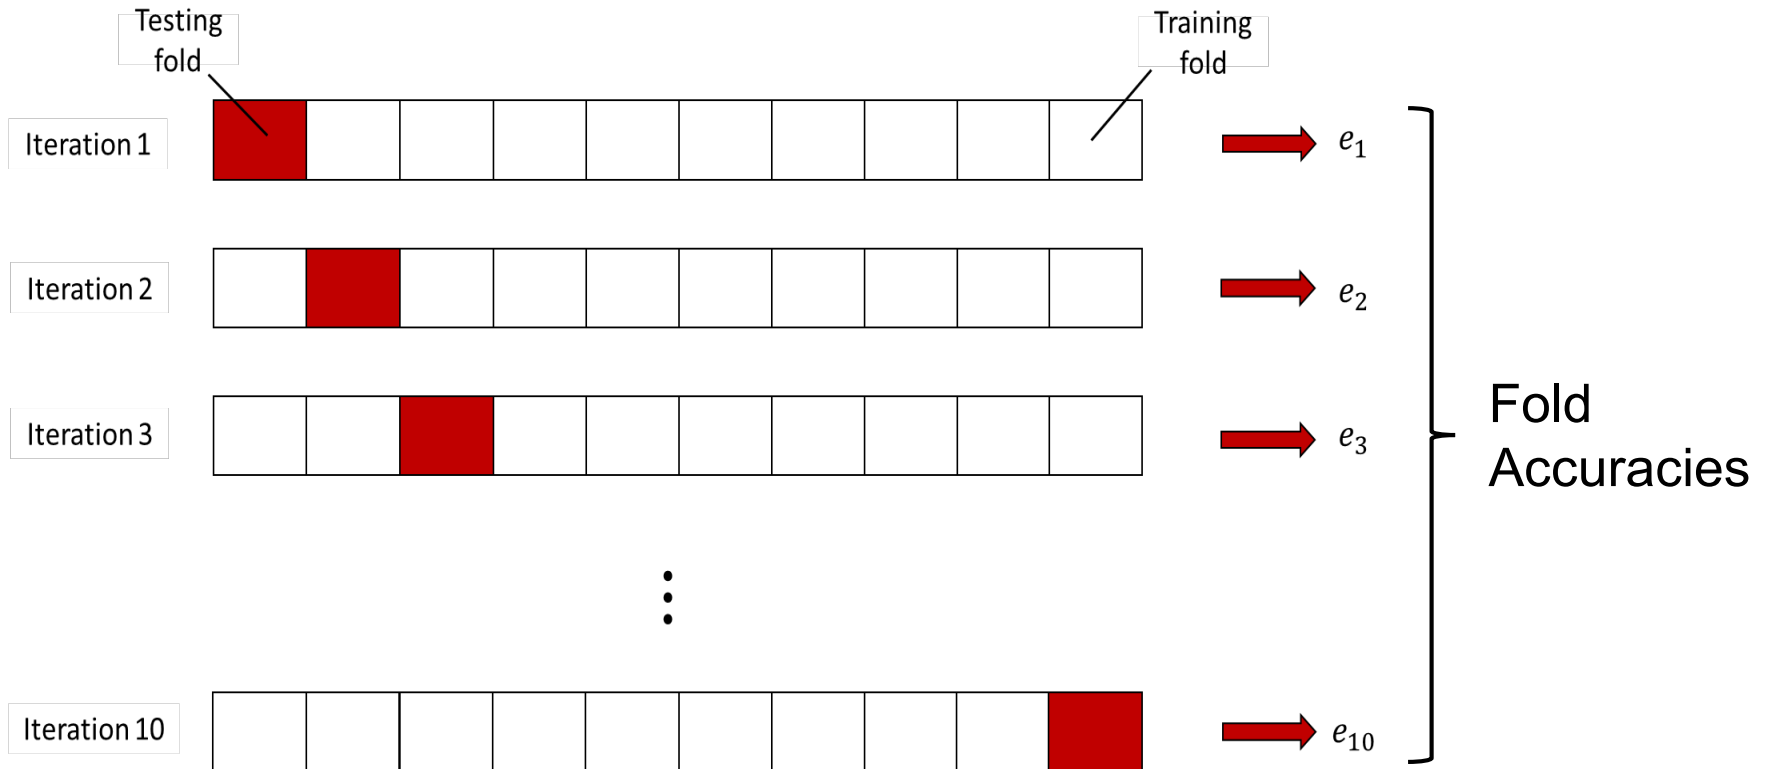 Testing
fold
Training
fold
Iteration 1
e₁
Iteration 2
e₂
Iteration 3
e₃
Fold
Accuracies
Iteration 10
e₁₀